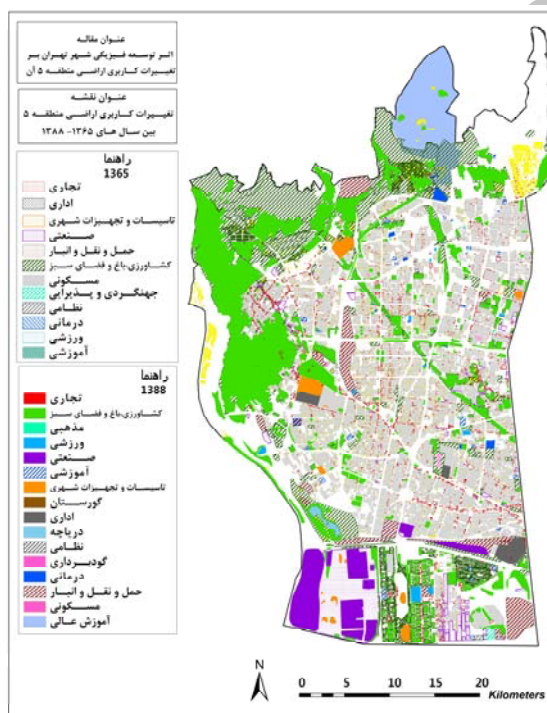 عنوان مقاله
اثر توسعه فیزیکی شهر تهران بر
تغییرات کاربری اراضی منطقه ۵ آن
عنوان نقشه
تغییرات کاربری اراضی منطقه ۵
بین سال های ۱۳۶۵- ۱۳۸۸
راهنما
1365
تجاری
اداری
تاسیسات و تجهیزات شهری
صنعتی
حمل و نقل و انبار
کشاورزی-باغ و فضای سبز
مسکونی
جهنگردی و پذیرایی
نظامی
درمانی
ورزشی
آموزشی
راهنما
1388
تجاری
کشاورزی،باغ و فضای سبز
مذهبی
ورزشی
صنعتی
آموزشی
تاسیسات و تجهیزات شهری
گورستان
اداری
دریاچه
نظامی
گودبرداری
درمانی
حمل و نقل و انبار
مسکونی
آموزش عالی
N
0 5 10 15 20
Kilometers